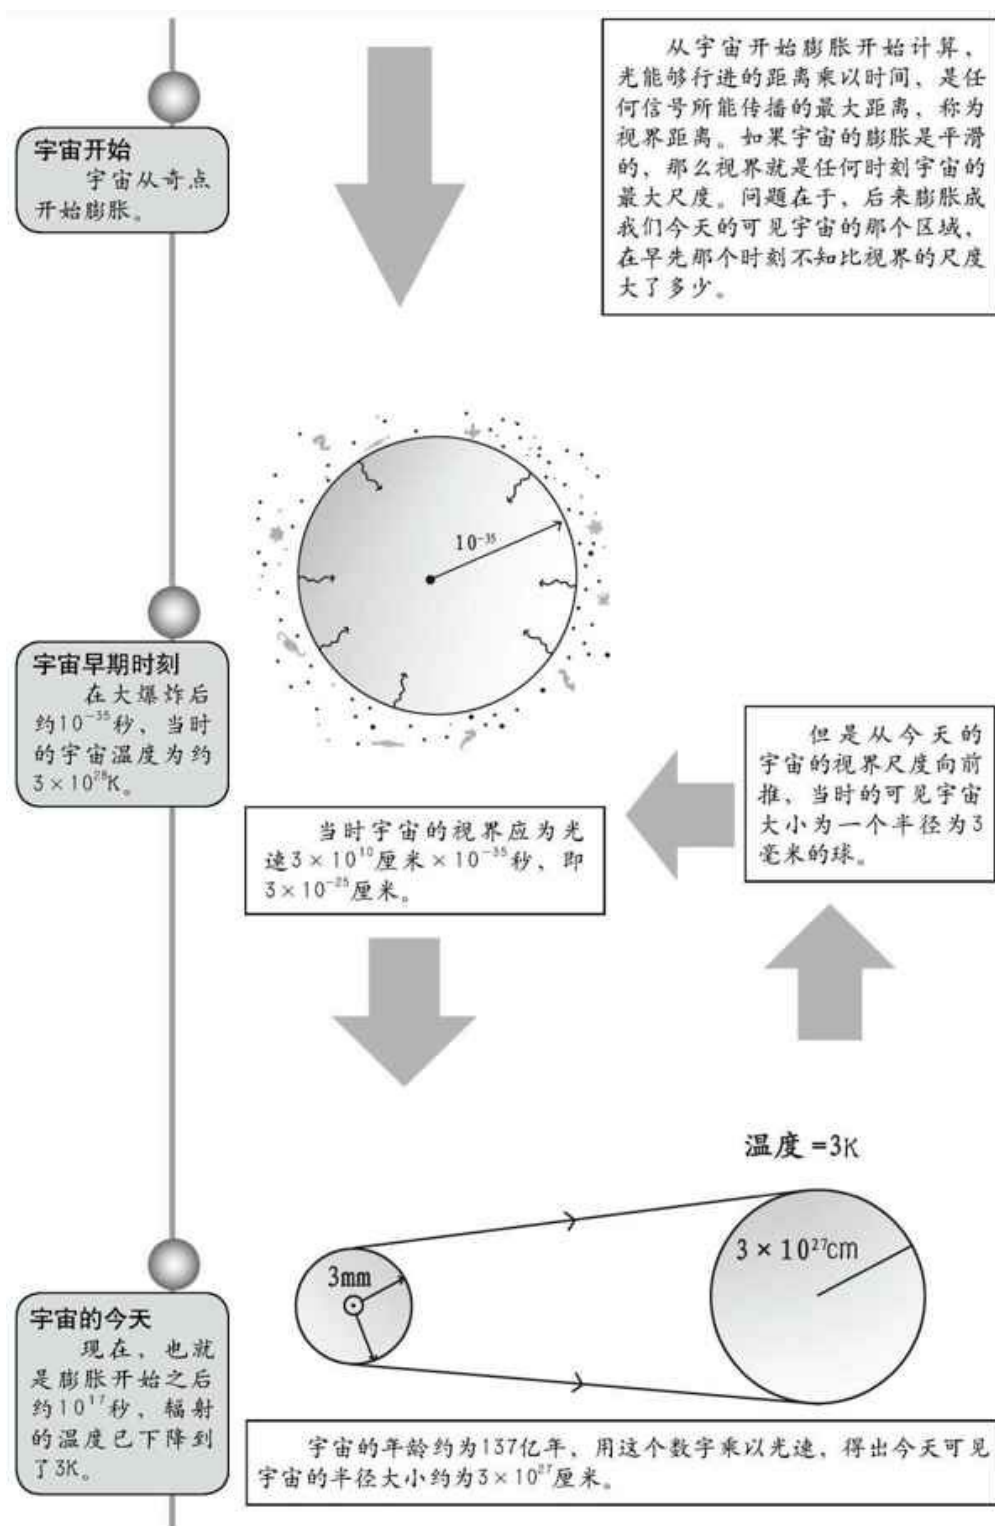 宇宙开始
宇宙从奇点
开始膨胀。
从宇宙开始膨胀开始计算，
光能够行进的距离乘以时间，是任
何信号所能传播的最大距离，称为
视界距离。如果宇宙的膨胀是平滑
的，那么视界就是任何时刻宇宙的
最大尺度。问题在于，后来膨胀成
我们今天的可见宇宙的那个区域，
在早先那个时刻不知比视界的尺度
大了多少。
10⁻³⁵
宇宙早期时刻
在大爆炸后
约10⁻³⁵秒，当时
的宇宙温度为约
3×10²⁸K。
当时宇宙的视界应为光
速3×10¹⁰厘米×10⁻³⁵秒，即
3×10⁻²⁵厘米。
但是从今天的
宇宙的视界尺度向前
推，当时的可见宇宙
大小为一个半径为3
毫米的球。
温度=3K
3mm
3×10²⁷cm
宇宙的今天
现在，也就
是膨胀开始之后
约10¹⁷秒，辐射
的温度已下降到
了3K。
宇宙的年龄约为137亿年，用这个数字乘以光速，得出今天可见
宇宙的半径大小约为3×10²⁷厘米。